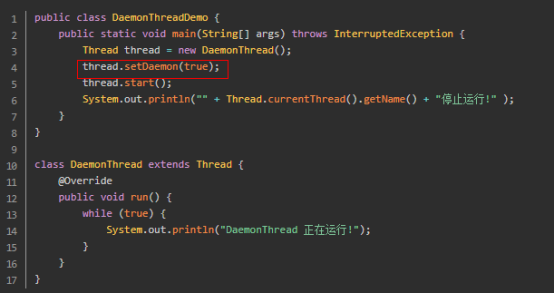 1 public class DaemonThreadDemo {
2     public static void main(String[] args) throws InterruptedException {
3         Thread thread = new DaemonThread();
4         thread.setDaemon(true);
5         thread.start();
6         System.out.println("" + Thread.currentThread().getName() + "停止运行!" );
7     }
8 }
9
10 class DaemonThread extends Thread {
11     @Override
12     public void run() {
13         while (true) {
14             System.out.println("DaemonThread 正在运行!");
15         }
16     }
17 }